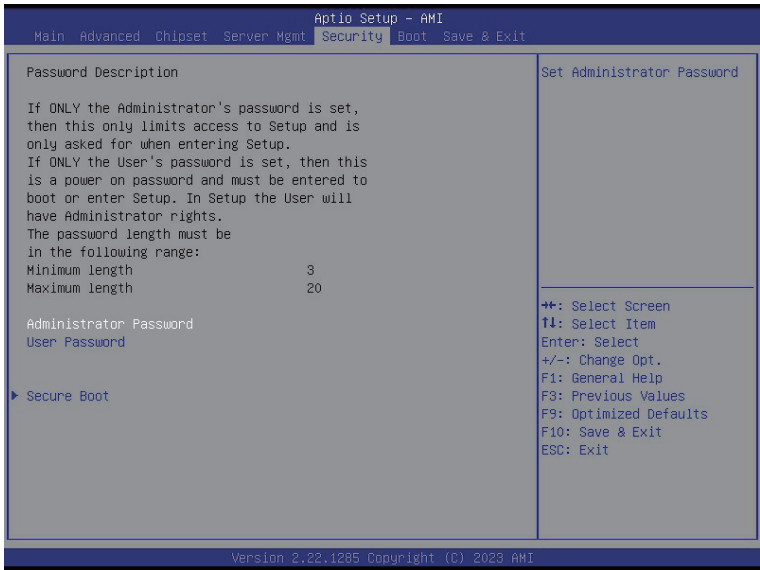 Aptio Setup – AMI
Main Advanced Chipset Server Mgmt Security Boot Save & Exit
Password Description
If ONLY the Administrator's password is set,
then this only limits access to Setup and is
only asked for when entering Setup.
If ONLY the User's password is set, then this
is a power on password and must be entered to
boot or enter Setup. In Setup the User will
have Administrator rights.
The password length must be
in the following range:
Minimum length 3
Maximum length 20
Administrator Password
User Password
Secure Boot
Set Administrator Password
→←: Select Screen
↑↓: Select Item
Enter: Select
+/-: Change Opt.
F1: General Help
F3: Previous Values
F9: Optimized Defaults
F10: Save & Exit
ESC: Exit
Version 2.22.1285 Copyright (C) 2023 AMI